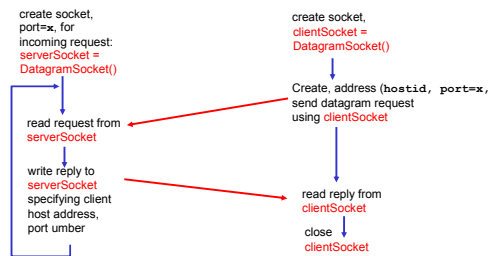 create socket,
port=x, for
incoming request:
serverSocket =
DatagramSocket()
read request from
serverSocket
write reply to
serverSocket
specifying client
host address,
port umber
create socket,
clientSocket =
DatagramSocket()
Create, address (hostid, port=x,
send datagram request
using clientSocket
read reply from
clientSocket
close
clientSocket